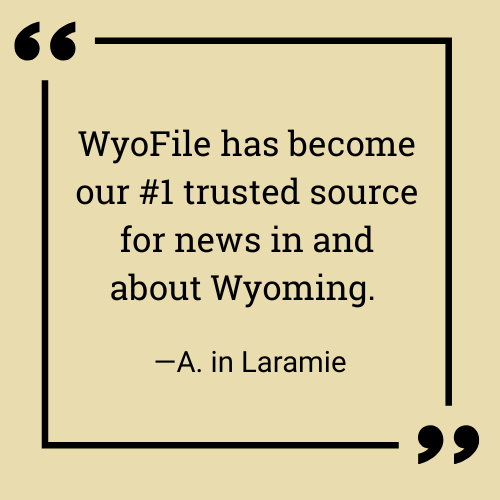 WyoFile has become
our #1 trusted source
for news in and
about Wyoming.
—A. in Laramie